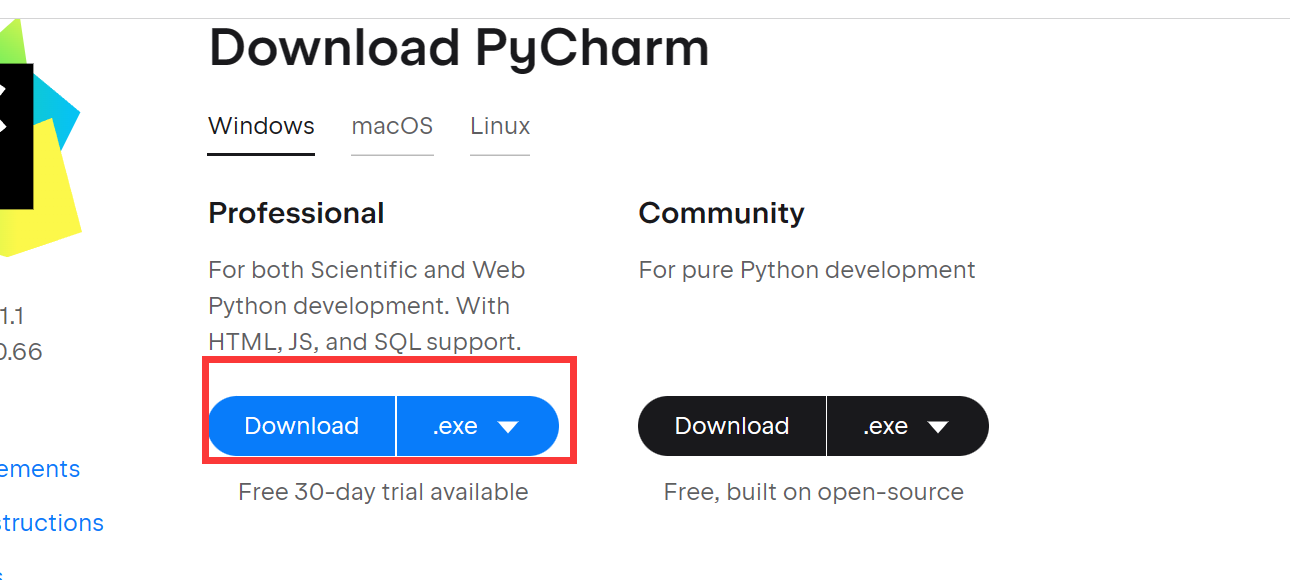 Download PyCharm
Windows macOS Linux
Professional
For both Scientific and Web
Python development. With
HTML, JS, and SQL support.
Download .exe
Free 30-day trial available
Community
For pure Python development
Download .exe
Free, built on open-source
1.1
0.66
ements
structions